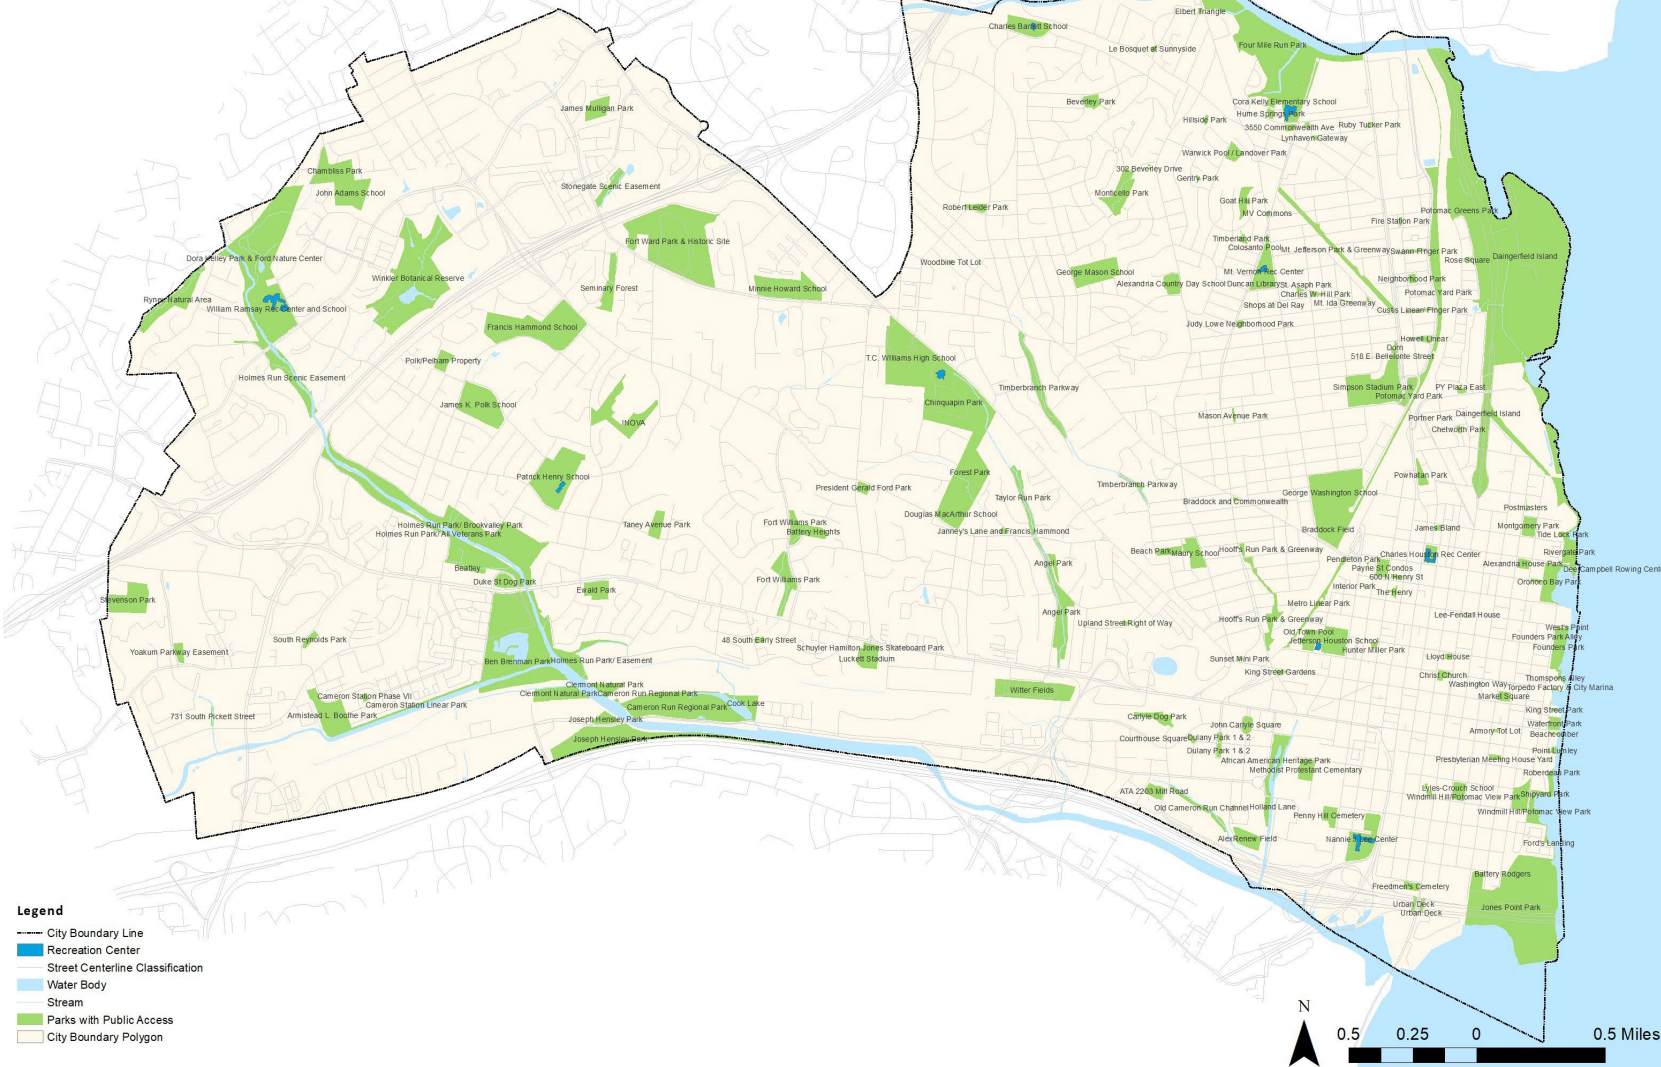 Elbert Triangle
Charles Barrett School
Le Bosquet at Sunnyside
Four Mile Run Park
James Mulligan Park
Beverley Park
Cora Kelly Elementary School
Hume Springs Park
Hillside Park
3550 Commonwealth Ave
Ruby Tucker Park
Lynhaven Gateway
Warwick Pool / Landover Park
Chambliss Park
302 Beverley Drive
Gentry Park
John Adams School
Stonegate Scenic Easement
Monticello Park
Robert Leider Park
Goat Hill Park
MV Commons
Potomac Greens Park
Fire Station Park
Fort Ward Park & Historic Site
Timberland Park
Colosanto Pool
Mt. Jefferson Park & Greenway
Swann Finger Park
Rose Square
Daingerfield Island
Dora Kelley Park & Ford Nature Center
Woodbine Tot Lot
Winkler Botanical Reserve
George Mason School
Mt. Vernon Rec Center
Neighborhood Park
Seminary Forest
Minnie Howard School
Alexandria Country Day School
Duncan Library
St. Asaph Park
Charles W. Hill Park
Potomac Yard Park
Rynex Natural Area
William Ramsay Rec Center and School
Shops at Del Ray
Mt. Ida Greenway
Custis Linear/ Finger Park
Francis Hammond School
Judy Lowe Neighborhood Park
Howell Linear
Dorn
518 E. Bellefonte Street
Polk/Pelham Property
T.C. Williams High School
Holmes Run Scenic Easement
Timberbranch Parkway
Simpson Stadium Park
PY Plaza East
Potomac Yard Park
James K. Polk School
Chinquapin Park
Mason Avenue Park
Portner Park
Daingerfield Island
INOVA
Chetworth Park
Patrick Henry School
Forest Park
Powhatan Park
President Gerald Ford Park
Timberbranch Parkway
George Washington School
Taylor Run Park
Braddock and Commonwealth
Douglas MacArthur School
Postmasters
Holmes Run Park/ Brookvalley Park
Holmes Run Park/ All Veterans Park
Taney Avenue Park
Fort Williams Park
Battery Heights
Janney's Lane and Francis Hammond
Braddock Field
James Bland
Montgomery Park
Tide Lock Park
Beach Park
Maury School
Hooff's Run Park & Greenway
Pendleton Park
Charles Houston Rec Center
Rivergate Park
Beatley
Angel Park
Payne St Condos
Alexandria House Park
Dee Campbell Rowing Cent
Duke St Dog Park
Fort Williams Park
600 N Henry St
Oronoco Bay Park
Ewald Park
Interior Park
The Henry
Stevenson Park
Metro Linear Park
Angel Park
Lee-Fendall House
Upland Street Right of Way
Hooff's Run Park & Greenway
West's Point
South Reynolds Park
48 South Early Street
Old Town Pool
Jefferson Houston School
Founders Park Alley
Founders Park
Yoakum Parkway Easement
Schuyler Hamilton Jones Skateboard Park
Hunter Miller Park
Luckett Stadium
Ben Brenman Park
Holmes Run Park/ Easement
Sunset Mini Park
Lloyd House
King Street Gardens
Christ Church
Thompsons Alley
Clermont Natural Park
Washington Way
Torpedo Factory & City Marina
Clermont Natural Park
Cameron Run Regional Park
Witter Fields
Market Square
Cameron Station Phase VII
Cameron Station Linear Park
Cameron Run Regional Park
Cook Lake
King Street Park
731 South Pickett Street
Armistead L. Boothe Park
Joseph Hensley Park
Carlyle Dog Park
John Carlyle Square
Waterfront Park
Armory Tot Lot
Beachcomber
Joseph Hensley Park
Courthouse Square
Dulany Park 1 & 2
Dulany Park 1 & 2
Point Lumley
African American Heritage Park
Presbyterian Meeting House Yard
Methodist Protestant Cementary
Roberdeau Park
ATA 2203 Mill Road
Lyles-Crouch School
Windmill Hill/Potomac View Park
Shipyard Park
Old Cameron Run Channel
Holland Lane
Windmill Hill/Potomac View Park
Penny Hill Cemetery
AlexRenew Field
Nannie J Lee Center
Ford's Landing
Battery Rodgers
Freedmen's Cemetery
Urban Deck
Urban Deck
Jones Point Park
Legend
City Boundary Line
Recreation Center
Street Centerline Classification
Water Body
Stream
Parks with Public Access
City Boundary Polygon
N
0.5 0.25 0 0.5 Miles